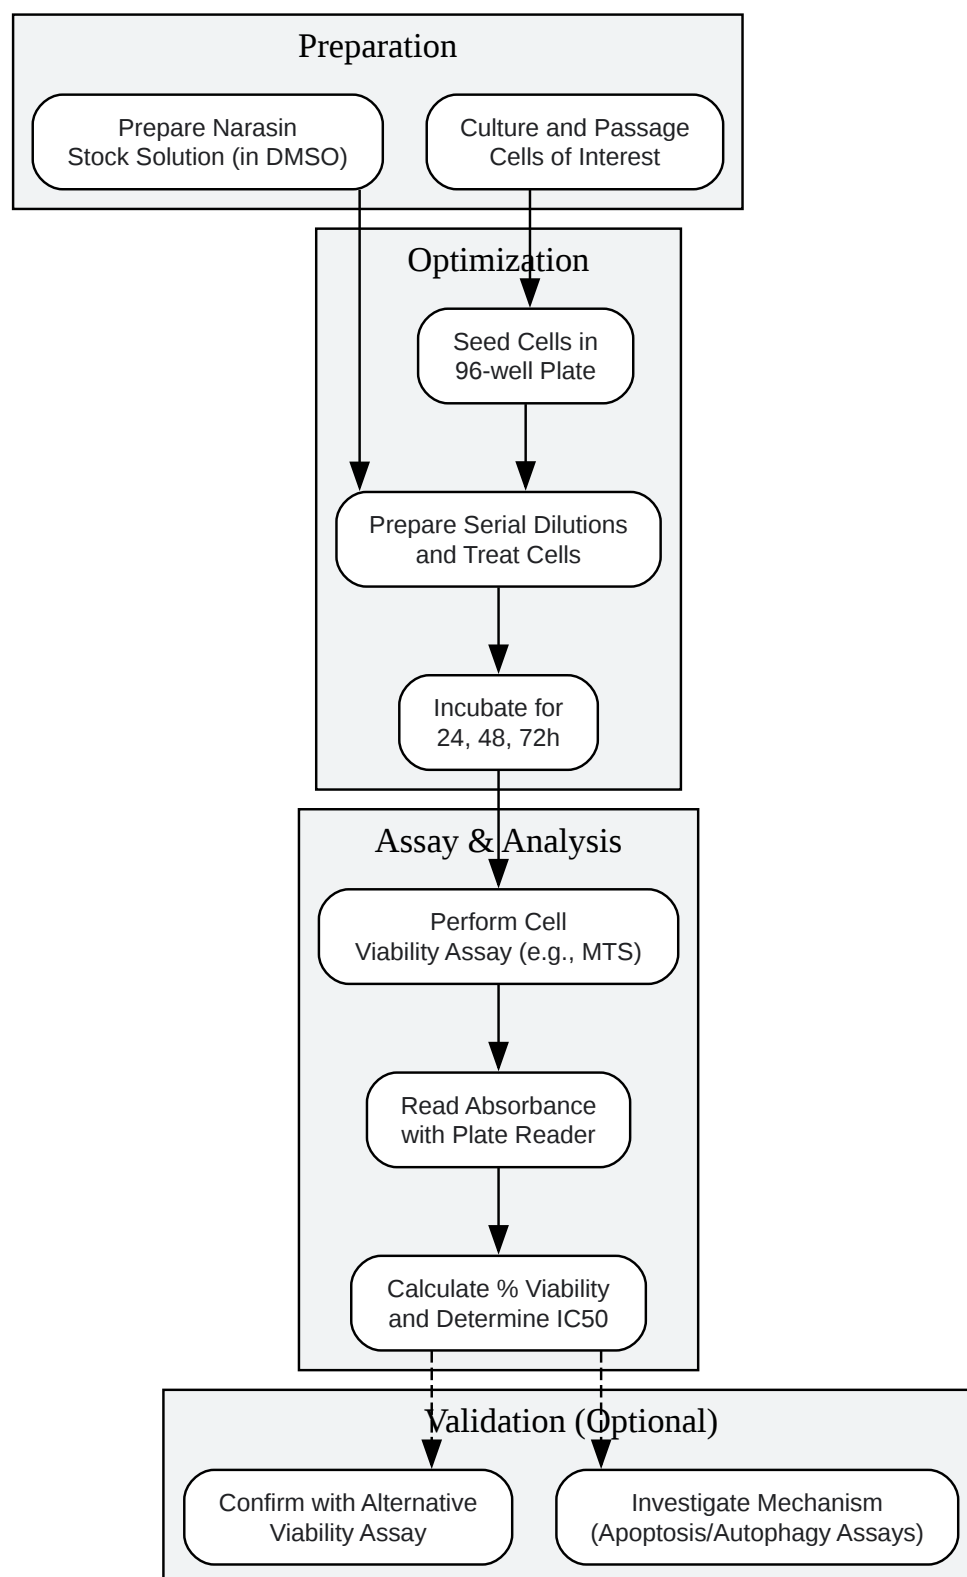 Preparation
Prepare Narasin
Stock Solution (in DMSO)
Culture and Passage
Cells of Interest
Optimization
Seed Cells in
96-well Plate
Prepare Serial Dilutions
and Treat Cells
Incubate for
24, 48, 72h
Assay & Analysis
Perform Cell
Viability Assay (e.g., MTS)
Read Absorbance
with Plate Reader
Calculate % Viability
and Determine IC50
Validation (Optional)
Confirm with Alternative
Viability Assay
Investigate Mechanism
(Apoptosis/Autophagy Assays)